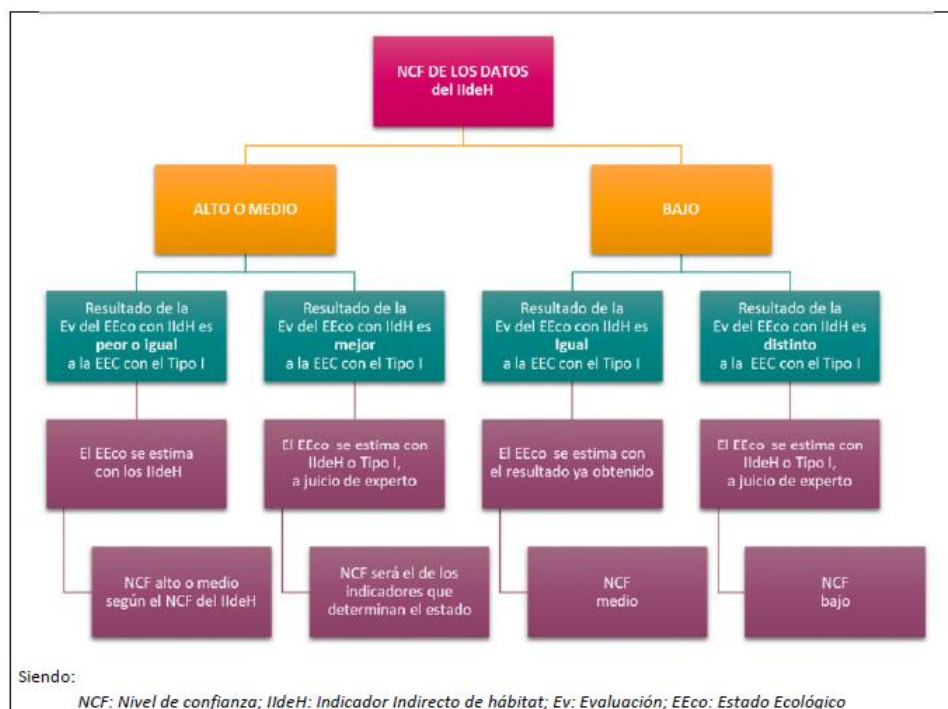 NCF DE LOS DATOS
del IIdeH
ALTO O MEDIO
BAJO
Resultado de la
Ev del EEco con IIdH es
peor o igual
a la EEC con el Tipo I
Resultado de la
Ev del EEco con IIdH es
mejor
a la EEC con el Tipo I
Resultado de la
Ev del EEco con IIdH es
Igual
a la EEC con el Tipo I
Resultado de la
Ev del EEco con IIdH es
distinto
a la EEC con el Tipo I
El EEco se estima
con los IIdeH
El EEco se estima con
IIdeH o Tipo I,
a juicio de experto
El EEco se estima con
el resultado ya obtenido
El EEco se estima con
IIdeH o Tipo I,
a juicio de experto
NCF alto o medio
según el NCF del IIdeH
NCF será el de los
indicadores que
determinan el estado
NCF
medio
NCF
bajo
Siendo:
NCF: Nivel de confianza; IIdeH: Indicador Indirecto de hábitat; Ev: Evaluación; EEco: Estado Ecológico